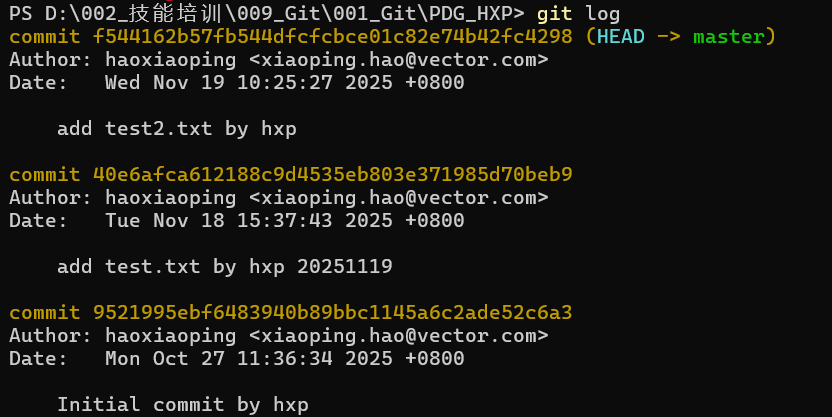 PS D:\002_技能培训\009_Git\001_Git\PDG_HXP> git log
commit f544162b57fb544dfcfcbce01c82e74b42fc4298 (HEAD -> master)
Author: haoxiaoping <xiaoping.hao@vector.com>
Date:   Wed Nov 19 10:25:27 2025 +0800
    add test2.txt by hxp
commit 40e6afca612188c9d4535eb803e371985d70beb9
Author: haoxiaoping <xiaoping.hao@vector.com>
Date:   Tue Nov 18 15:37:43 2025 +0800
    add test.txt by hxp 20251119
commit 9521995ebf6483940b89bbc1145a6c2ade52c6a3
Author: haoxiaoping <xiaoping.hao@vector.com>
Date:   Mon Oct 27 11:36:34 2025 +0800
    Initial commit by hxp